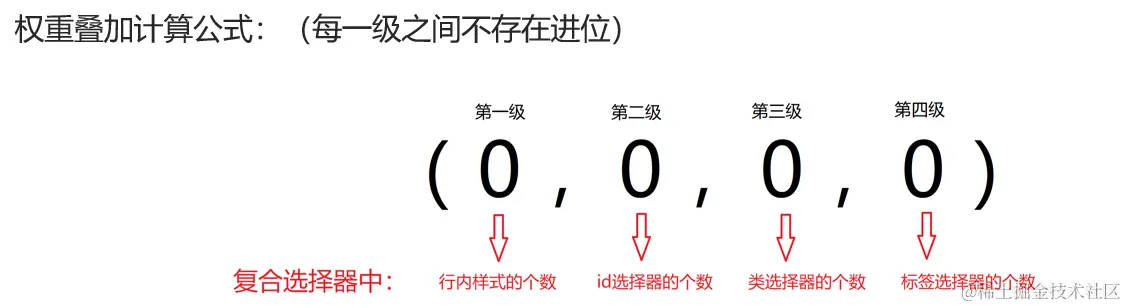 权重叠加计算公式：（每一级之间不存在进位）
第一级 第二级 第三级 第四级
( 0 , 0 , 0 , 0 )
复合选择器中： 行内样式的个数 id选择器的个数 类选择器的个数 标签选择器的个数
@稀土掘金技术社区